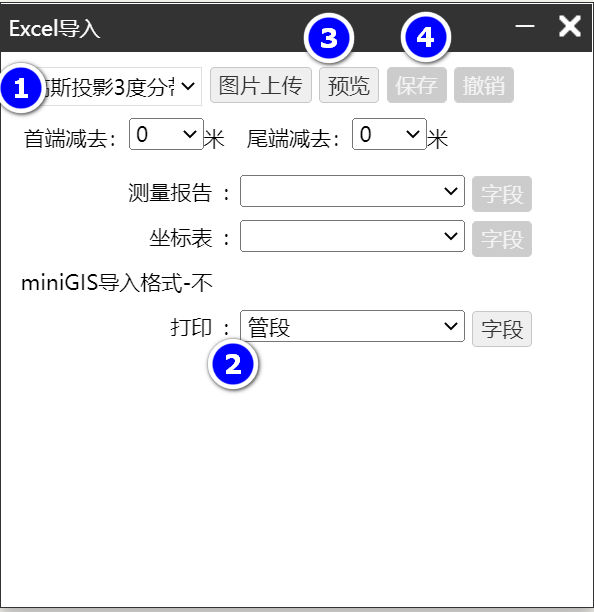 Excel导入
3 4
1 斯投影3度分 图片上传 预览 保存 撤销
首端减去: 0 米 尾端减去: 0 米
测量报告 : 字段
坐标表 : 字段
miniGIS导入格式-不
打印 : 管段 字段
2